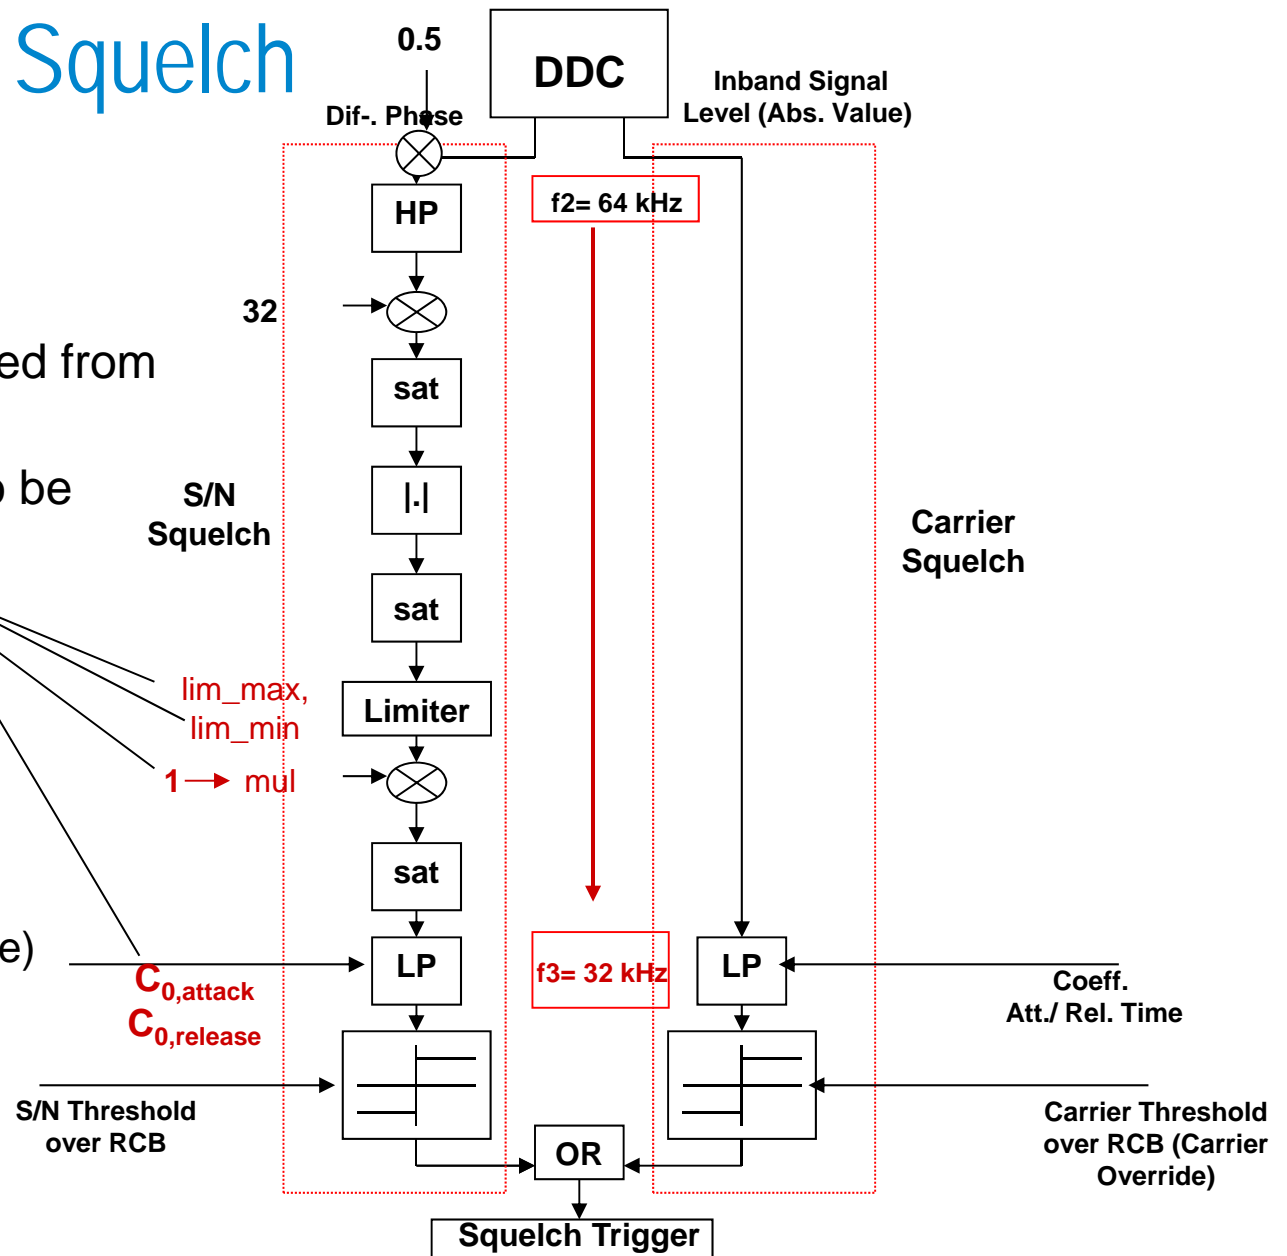 Squelch
0.5
DDC
Inband Signal
Level (Abs. Value)
Dif-. Phase
HP
f2= 64 kHz
32
sat
ed from
|.|
o be
S/N
Squelch
Carrier
Squelch
sat
lim_max,
lim_min
Limiter
1 → mul
sat
e)
LP
f3= 32 kHz
LP
C0,attack
C0,release
Coeff.
Att./ Rel. Time
S/N Threshold
over RCB
Carrier Threshold
over RCB (Carrier
Override)
OR
Squelch Trigger